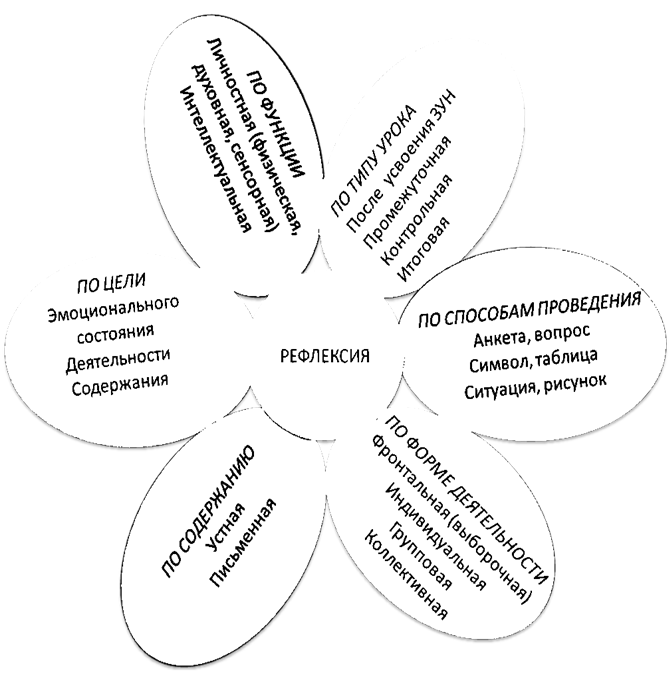 ПО ФУНКЦИИ
Личностная (физическая,
духовная, сенсорная)
Интеллектуальная
ПО ТИПУ УРОКА
После усвоения ЗУН
Промежуточная
Контрольная
Итоговая
ПО ЦЕЛИ
Эмоционального
состояния
Деятельности
Содержания
РЕФЛЕКСИЯ
ПО СПОСОБАМ ПРОВЕДЕНИЯ
Анкета, вопрос
Символ, таблица
Ситуация, рисунок
ПО СОДЕРЖАНИЮ
Устная
Письменная
ПО ФОРМЕ ДЕЯТЕЛЬНОСТИ
Фронтальная (выборочная)
Индивидуальная
Групповая
Коллективная